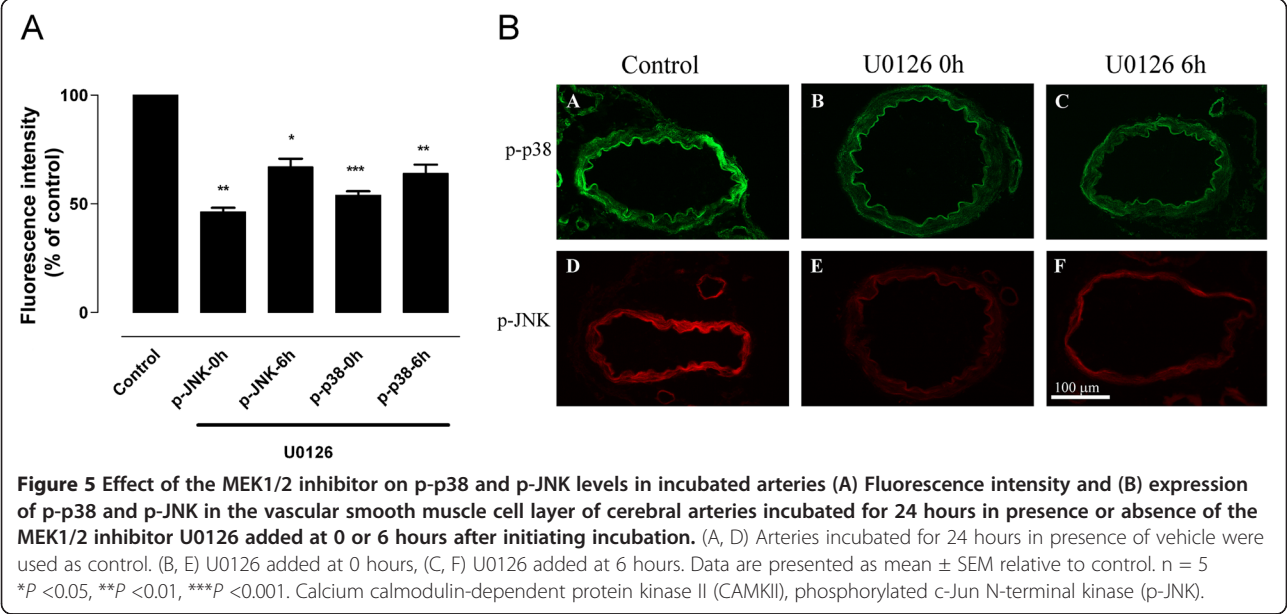 A
Fluorescence intensity
(% of control)
100
50
0
**
*
***
**
Control
p-JNK-0h
p-JNK-6h
p-p38-0h
p-p38-6h
U0126
B
Control
U0126 0h
U0126 6h
p-p38
A
B
C
p-JNK
D
E
F
100 µm
Figure 5 Effect of the MEK1/2 inhibitor on p-p38 and p-JNK levels in incubated arteries (A) Fluorescence intensity and (B) expression
of p-p38 and p-JNK in the vascular smooth muscle cell layer of cerebral arteries incubated for 24 hours in presence or absence of the
MEK1/2 inhibitor U0126 added at 0 or 6 hours after initiating incubation. (A, D) Arteries incubated for 24 hours in presence of vehicle were
used as control. (B, E) U0126 added at 0 hours, (C, F) U0126 added at 6 hours. Data are presented as mean ± SEM relative to control. n = 5
*P <0.05, **P <0.01, ***P <0.001. Calcium calmodulin-dependent protein kinase II (CAMKII), phosphorylated c-Jun N-terminal kinase (p-JNK).